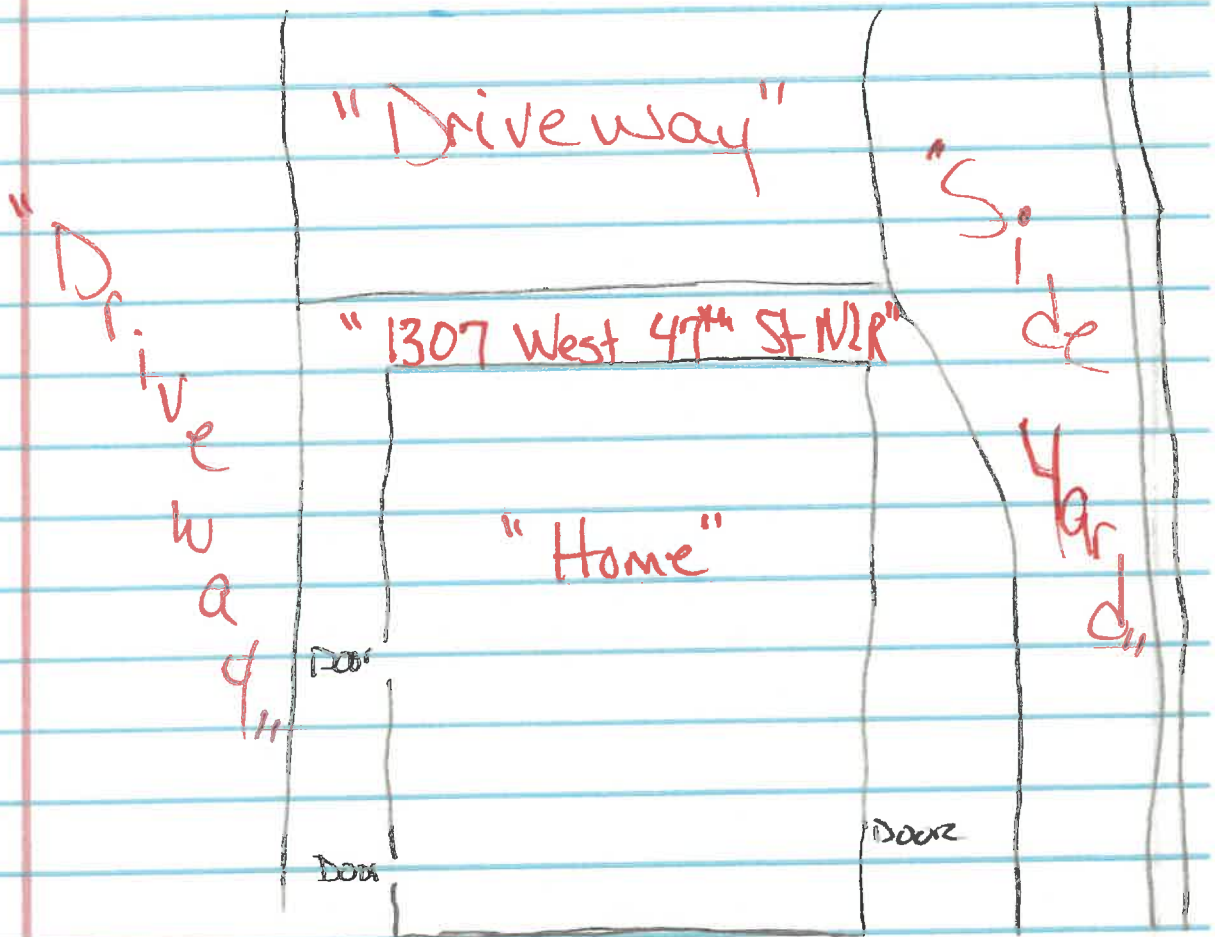 "Driveway"
"Side Yard"
"Driveway"
"1307 West 47th St NLR"
"Home"
Door
Door
Door